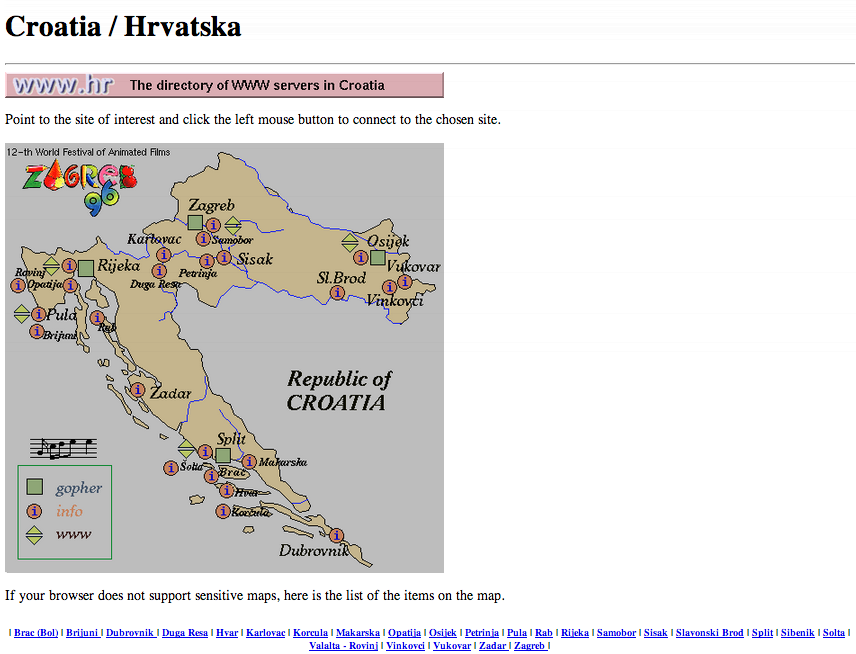 Croatia / Hrvatska
www.hr The directory of WWW servers in Croatia
Point to the site of interest and click the left mouse button to connect to the chosen site.
12-th World Festival of Animated Films
ZAGREB
96
Zagreb
Karlovac
Samobor
Osijek
Rovinj
Rijeka
Petrinja
Sisak
Vukovar
Opatija
Duga Resa
Sl.Brod
Vinkovci
Pula
Rab
Brijuni
Republic of
CROATIA
Zadar
Split
Makarska
Šolta
Brač
Hvar
Korčula
gopher
info
www
Dubrovnik
If your browser does not support sensitive maps, here is the list of the items on the map.
| Brac (Bol) | Brijuni | Dubrovnik | Duga Resa | Hvar | Karlovac | Korcula | Makarska | Opatija | Osijek | Petrinja | Pula | Rab | Rijeka | Samobor | Sisak | Slavonski Brod | Split | Sibenik | Solta |
Valalta - Rovinj | Vinkovci | Vukovar | Zadar | Zagreb |